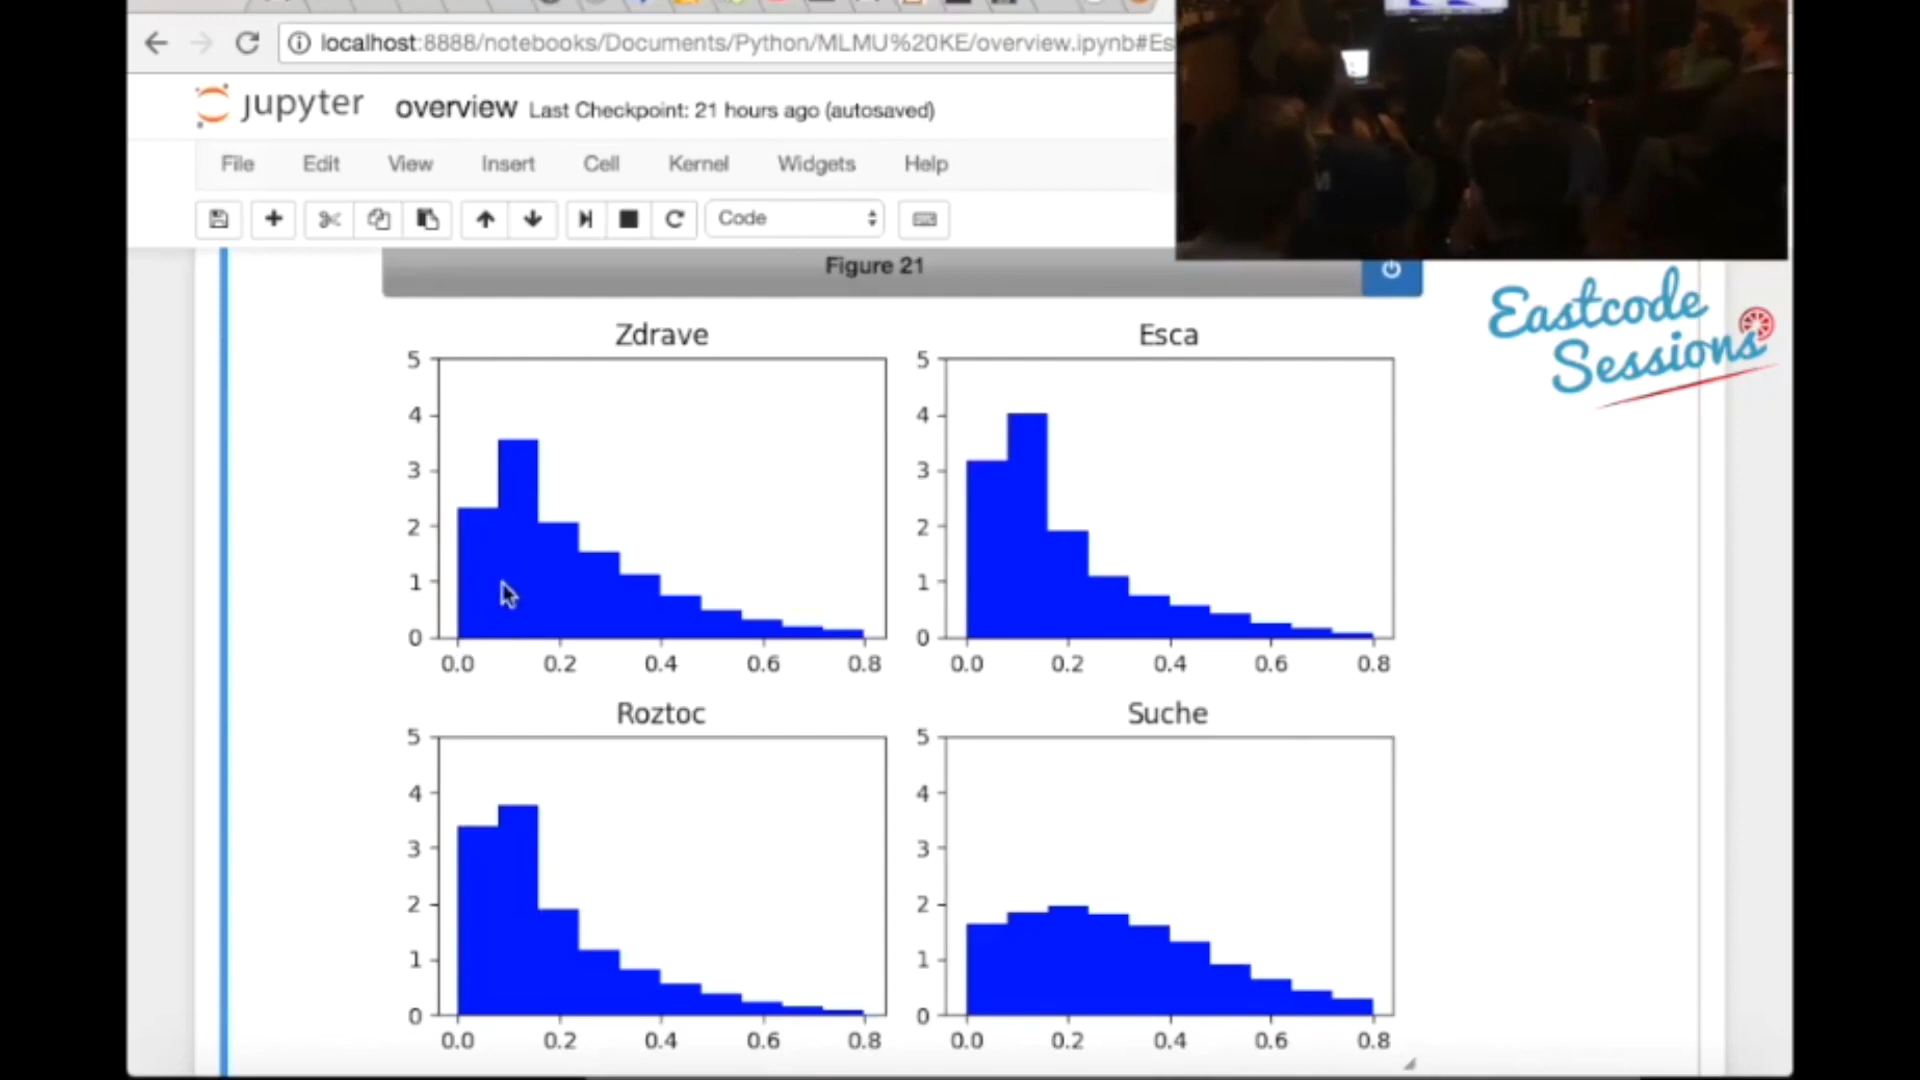 localhost:8888/notebooks/Documents/Python/MLMU%20KE/overview.ipynb#Es
jupyter overview Last Checkpoint: 21 hours ago (autosaved)
File Edit View Insert Cell Kernel Widgets Help
Code
Figure 21
Eastcode
Sessions
Zdrave
5
4
3
2
1
0
0.0 0.2 0.4 0.6 0.8
Esca
5
4
3
2
1
0
0.0 0.2 0.4 0.6 0.8
Roztoc
5
4
3
2
1
0
0.0 0.2 0.4 0.6 0.8
Suche
5
4
3
2
1
0
0.0 0.2 0.4 0.6 0.8